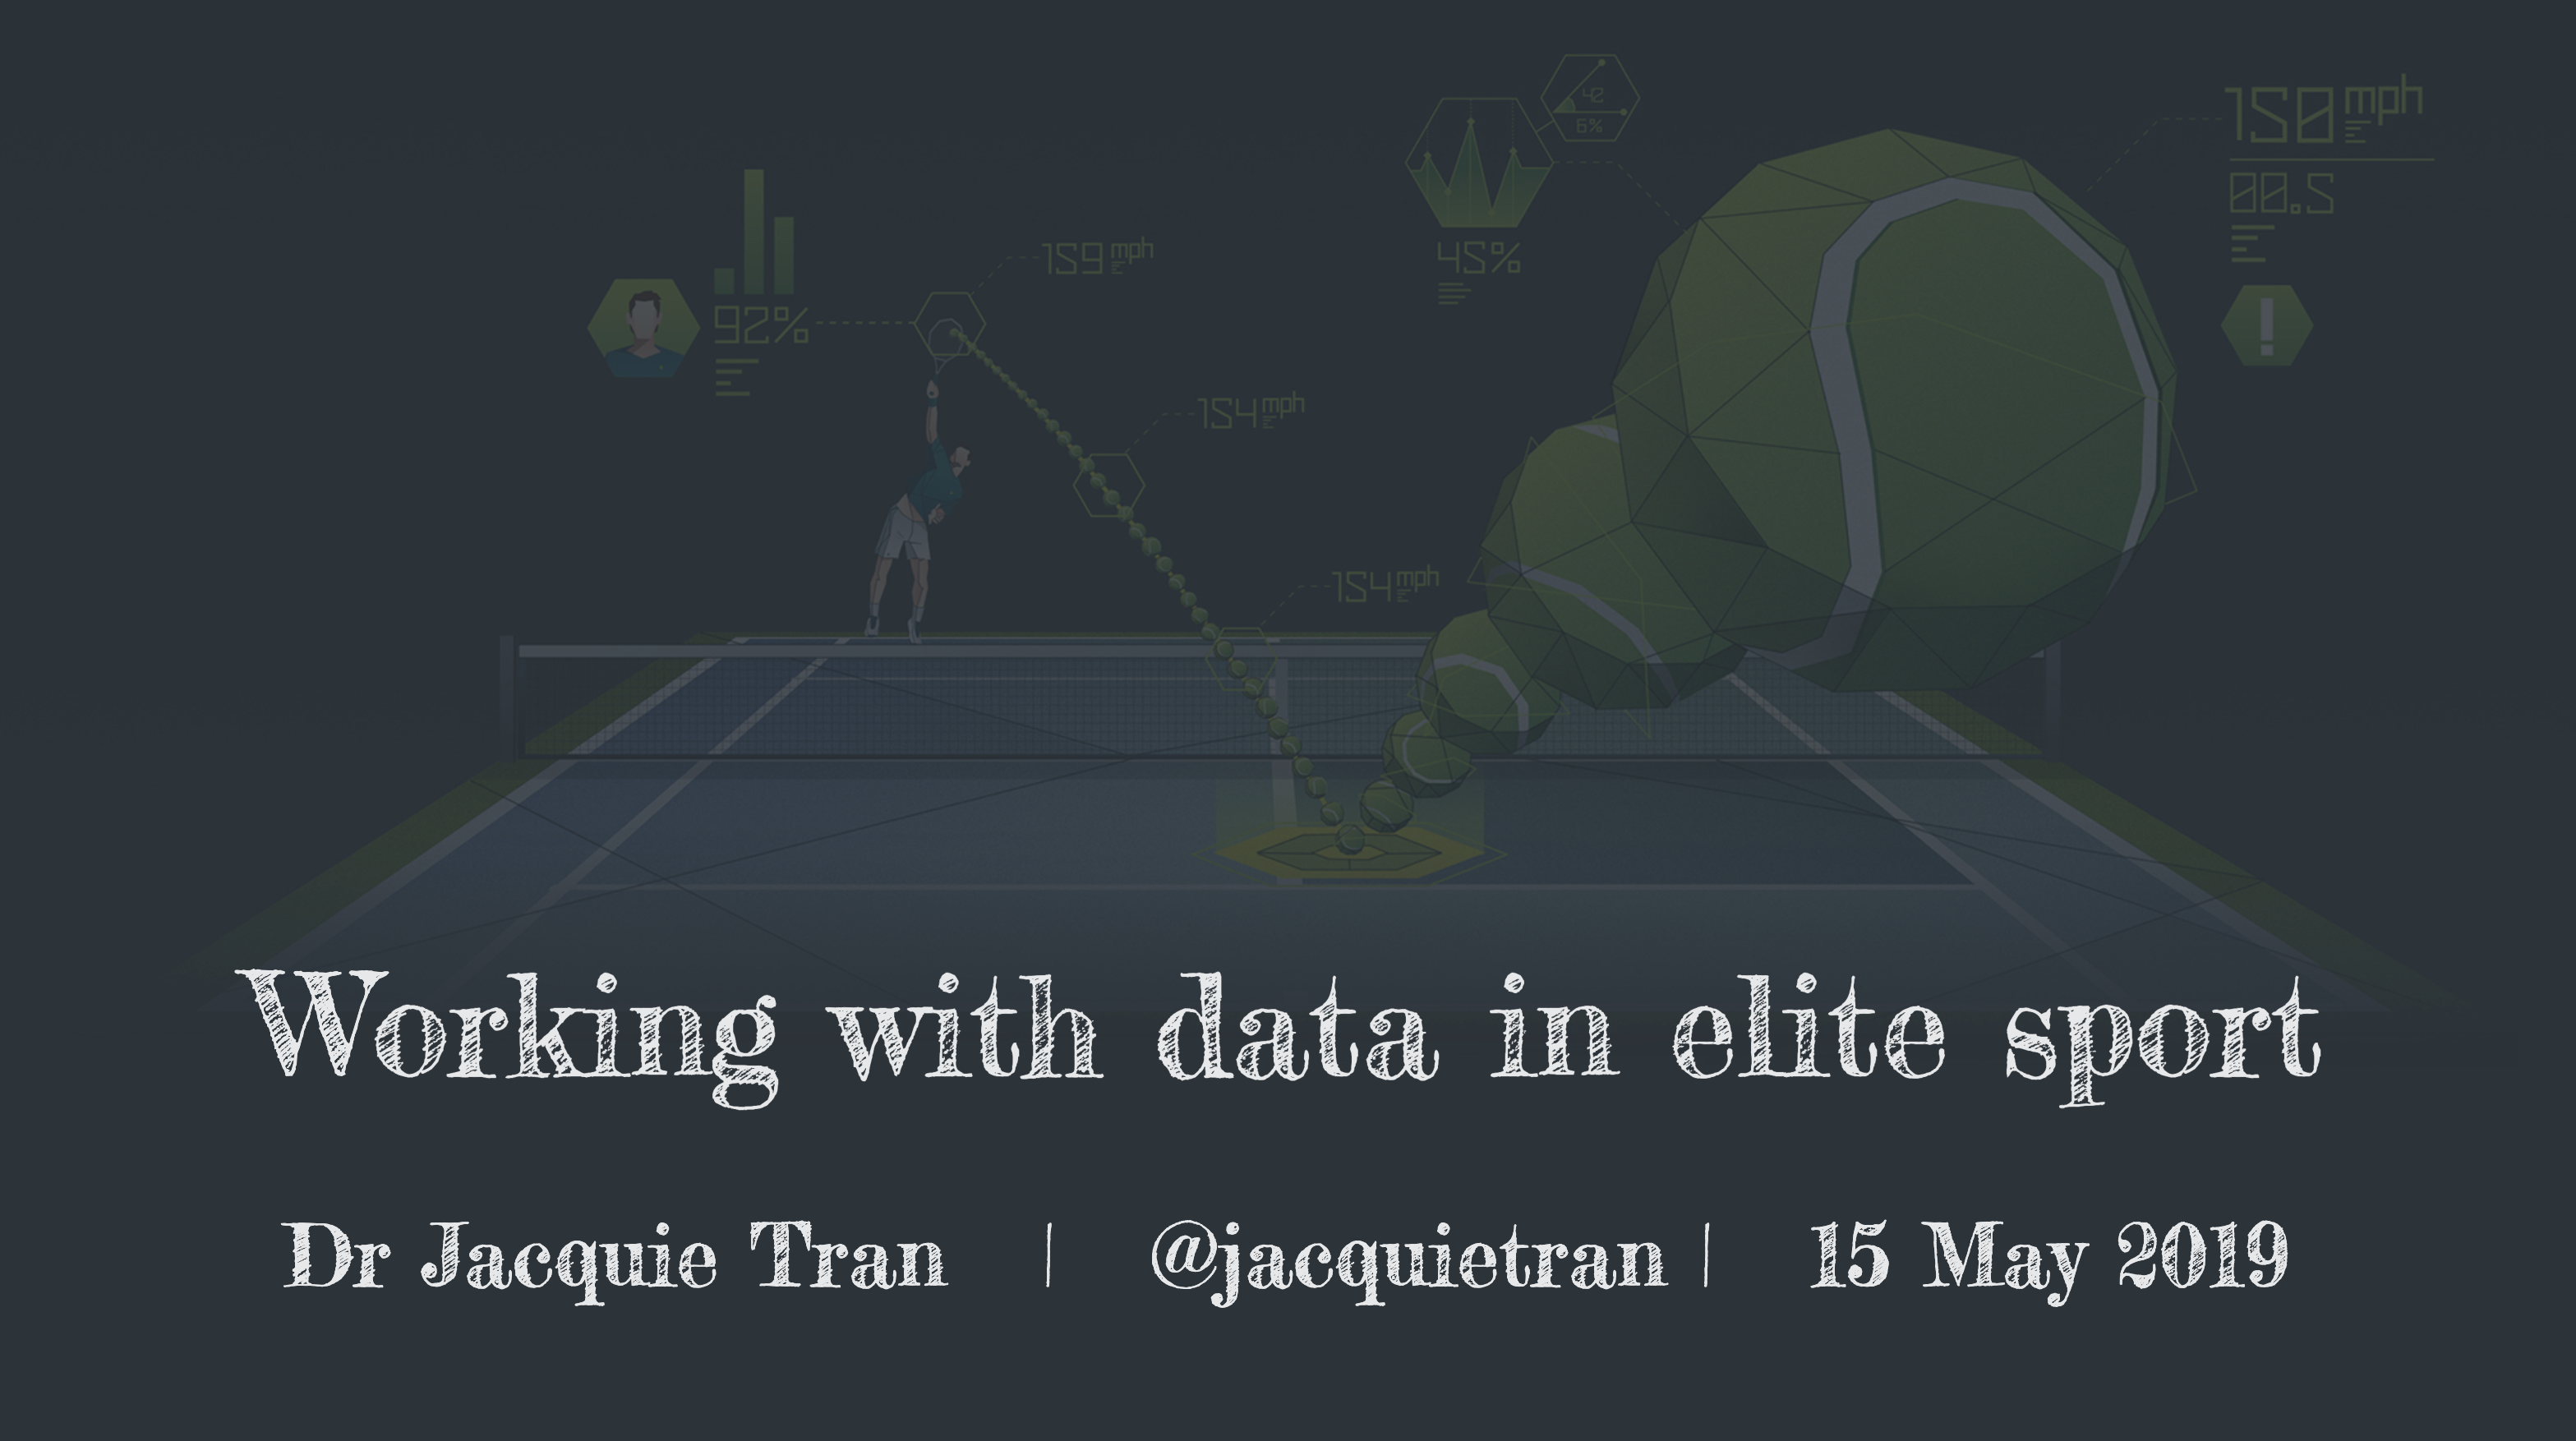 42
6%
150 mph
00.5
159 mph
45%
92%
!
154 mph
154 mph
Working with data in elite sport
Dr Jacquie Tran | @jacquietran | 15 May 2019